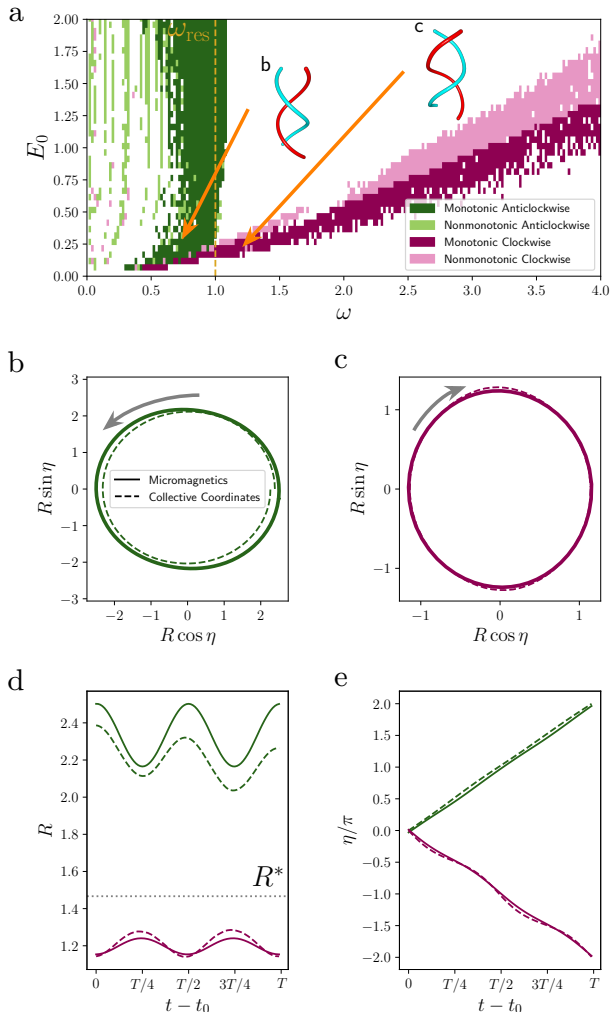 a
2.00
1.75
1.50
1.25
1.00
0.75
0.50
0.25
0.00
E₀
ω_res
b
c
Monotonic Anticlockwise
Nonmonotonic Anticlockwise
Monotonic Clockwise
Nonmonotonic Clockwise
0.0 0.5 1.0 1.5 2.0 2.5 3.0 3.5 4.0
ω
b
3
2
1
0
−1
−2
−3
R sin η
Micromagnetics
Collective Coordinates
−2 −1 0 1 2
R cos η
c
1
0
−1
R sin η
−1 0 1
R cos η
d
2.4
2.2
2.0
1.8
1.6
1.4
1.2
R
R*
0 T/4 T/2 3T/4 T
t − t₀
e
2.0
1.5
1.0
0.5
0.0
−0.5
−1.0
−1.5
−2.0
η/π
0 T/4 T/2 3T/4 T
t − t₀